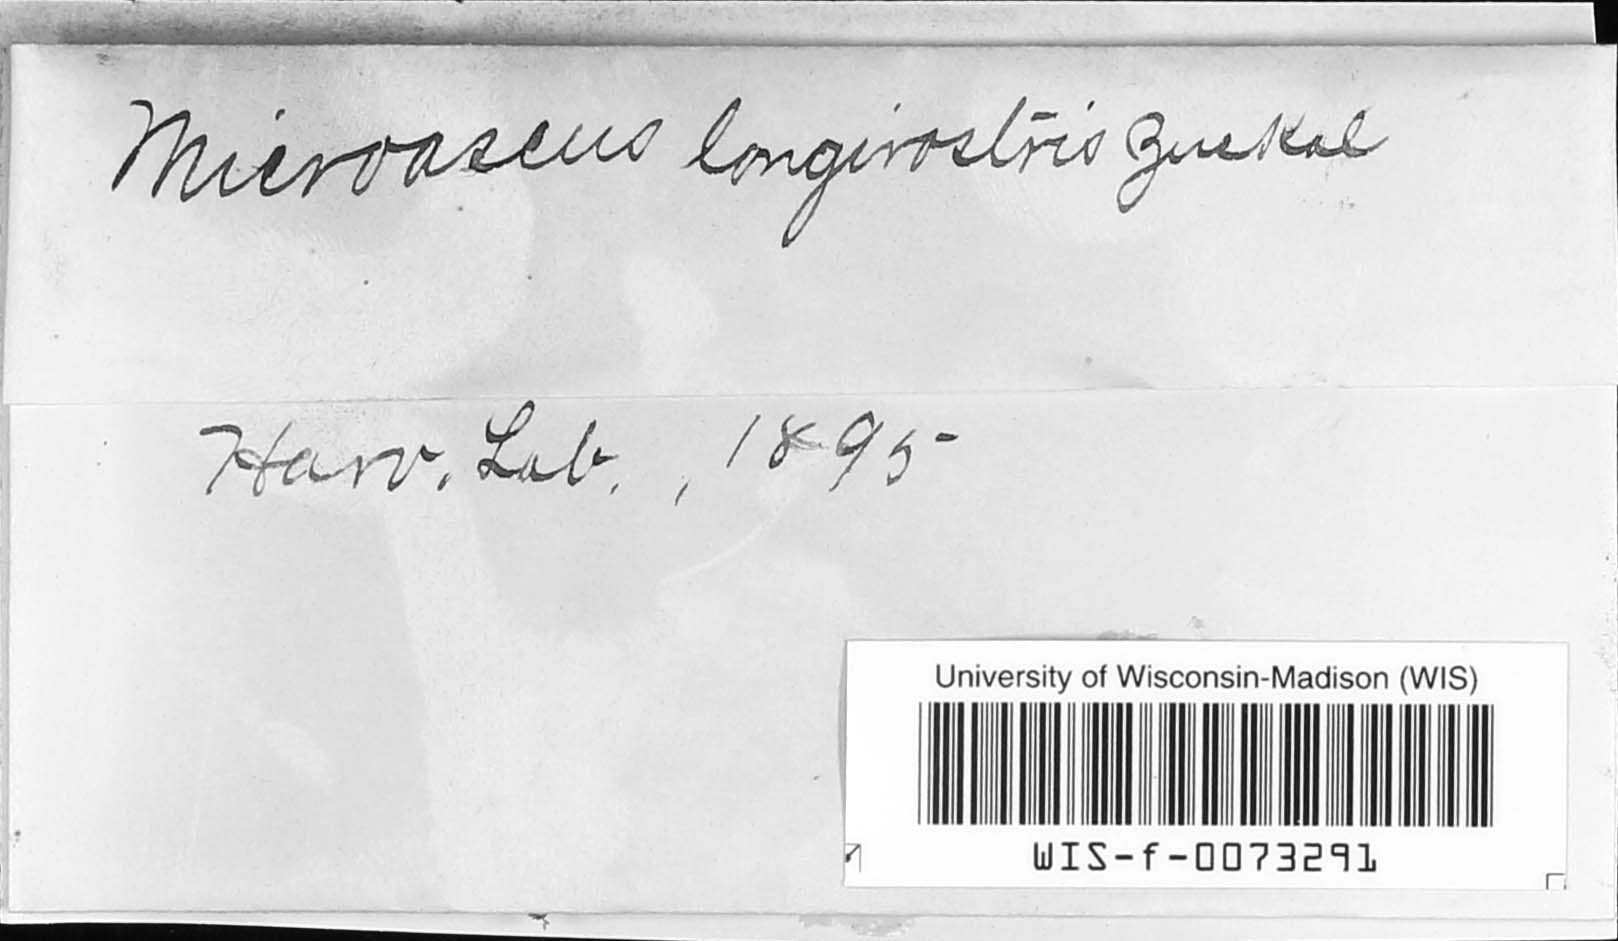 Microascus longirostris Zukal
Harv. Lab., 1895
University of Wisconsin-Madison (WIS)
WIS-f-0073291